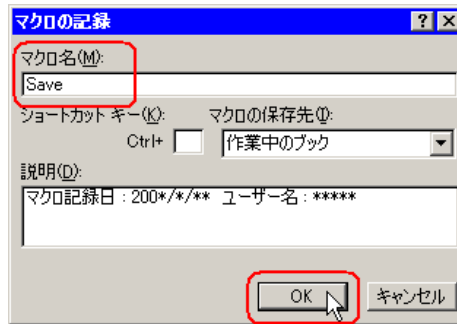 マクロの記録
マクロ名(M):
Save
ショートカット キー(K): マクロの保存先(I):
Ctrl+ 作業中のブック
説明(D):
マクロ記録日 : 200*/*/** ユーザー名 : *****
OK キャンセル